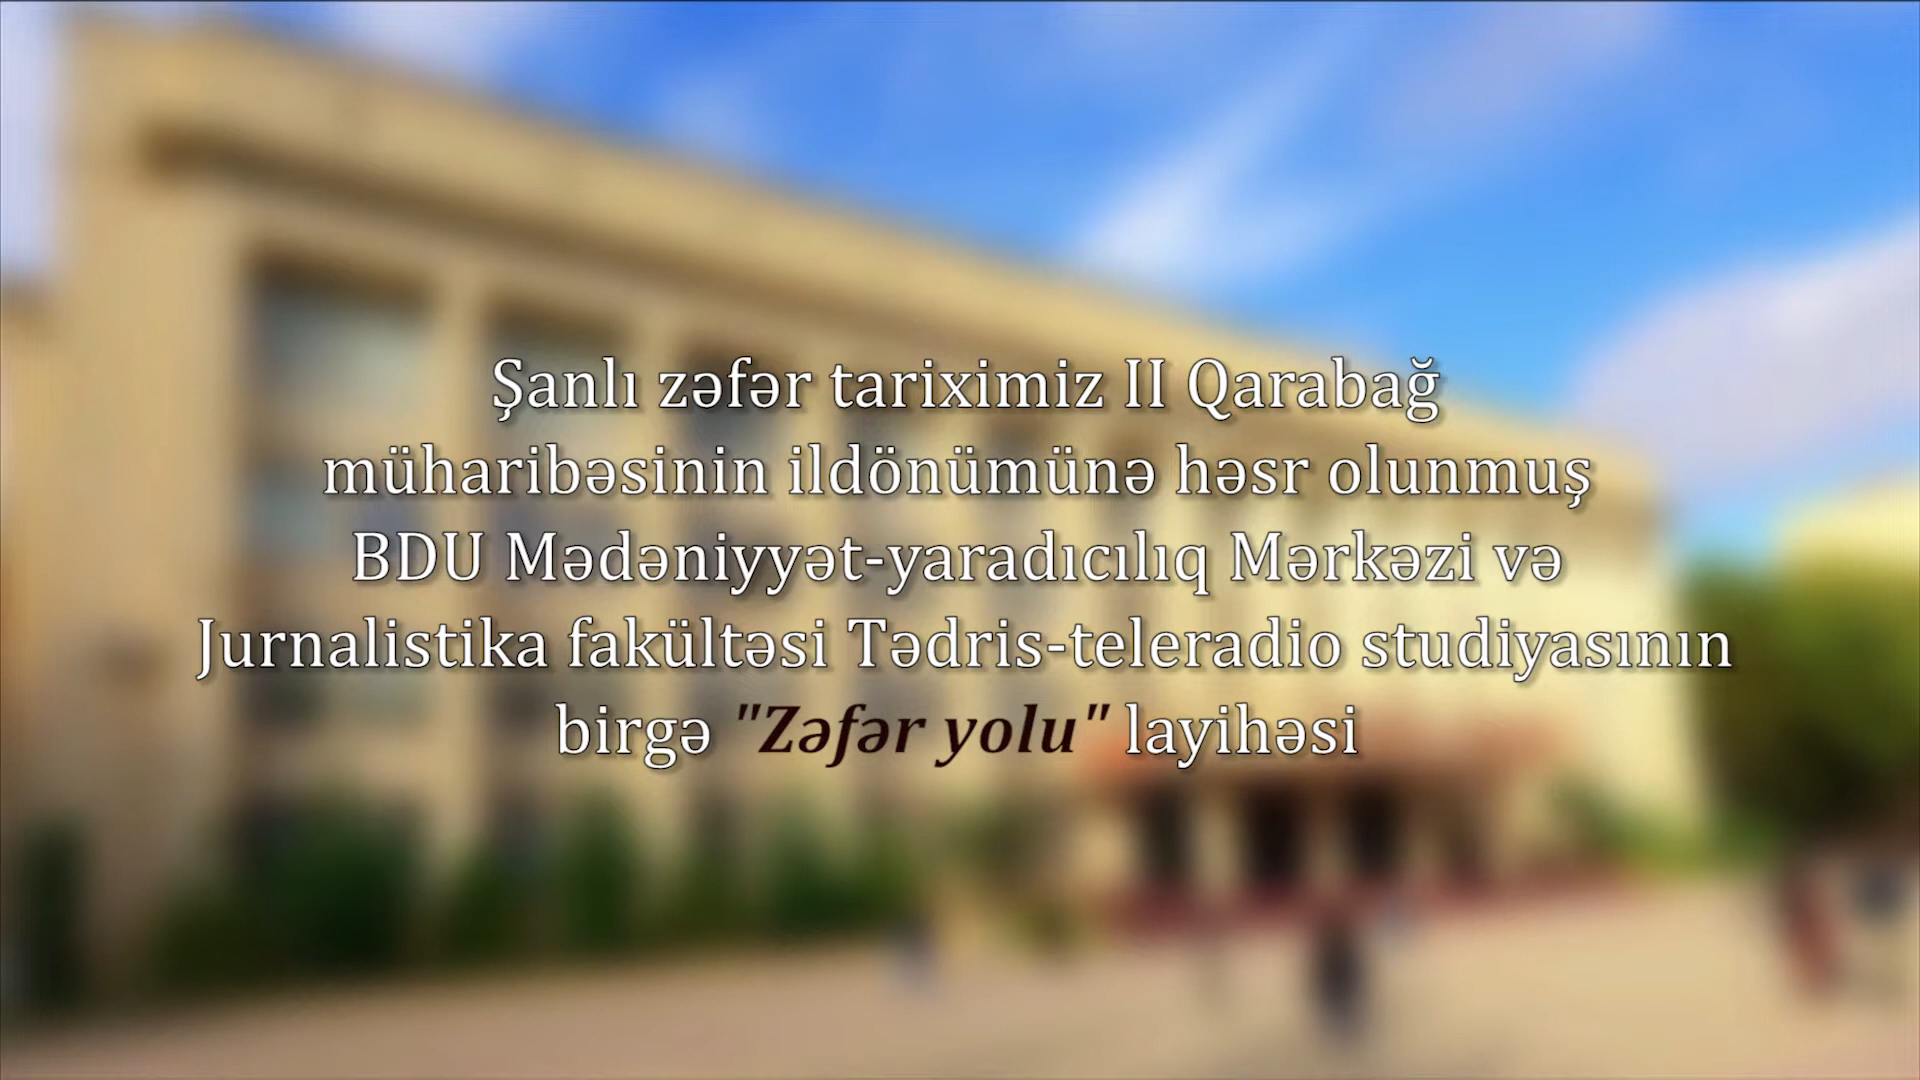 Şanlı zəfər tariximiz II Qarabağ
müharibəsinin ildönümünə həsr olunmuş
BDU Mədəniyyət-yaradıcılıq Mərkəzi və
Jurnalistika fakültəsi Tədris-teleradio studiyasının
birgə "Zəfər yolu" layihəsi